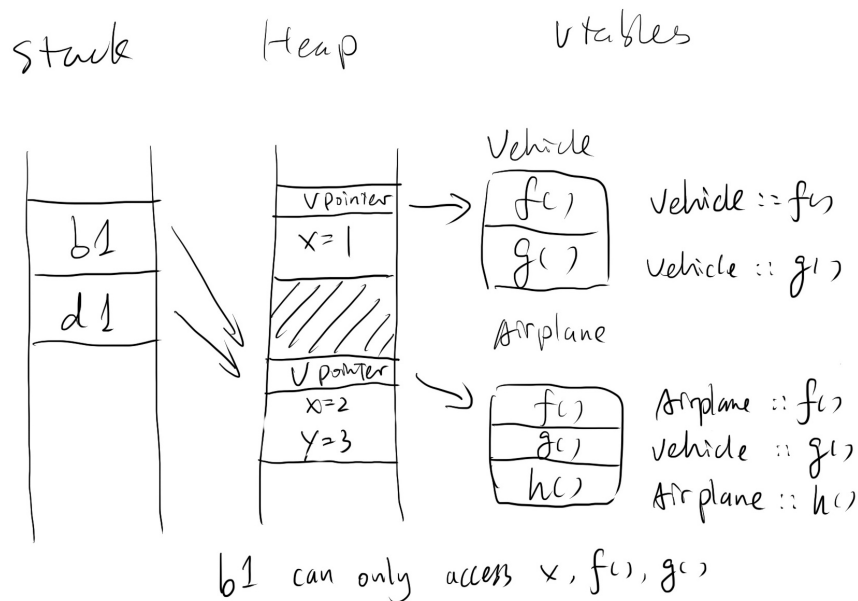 Stack Heap Vtables
Vehicle
Vpointer f() Vehicle :: f()
b1 x=1 g() Vehicle :: g()
d1 Airplane
Vpointer
x=2 f() Airplane :: f()
y=3 g() Vehicle :: g()
h() Airplane :: h()
b1 can only access x, f(), g()